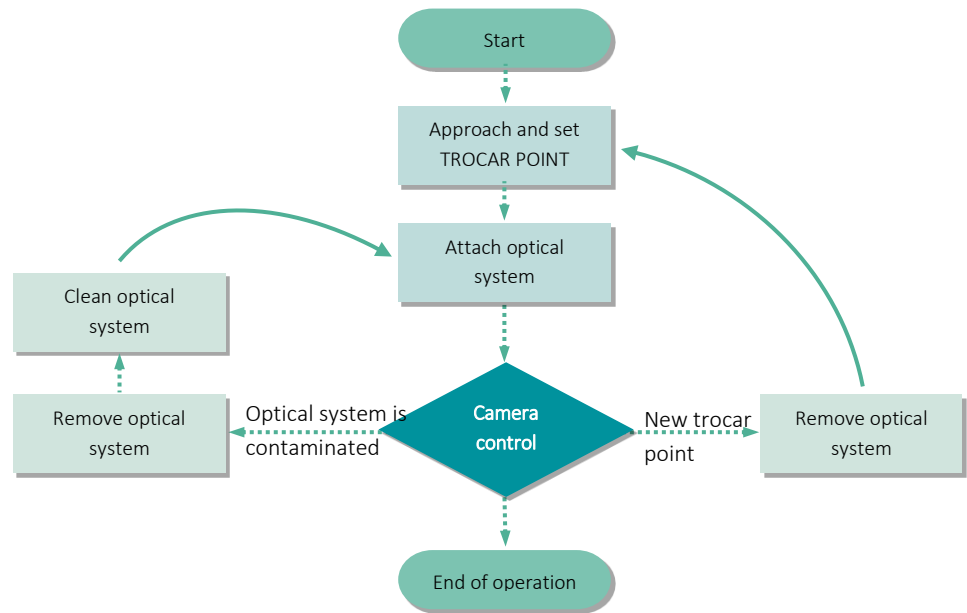 Start
Approach and set
TROCAR POINT
Attach optical
system
Clean optical
system
Remove optical
system
Optical system is
contaminated
Camera
control
New trocar
point
Remove optical
system
End of operation